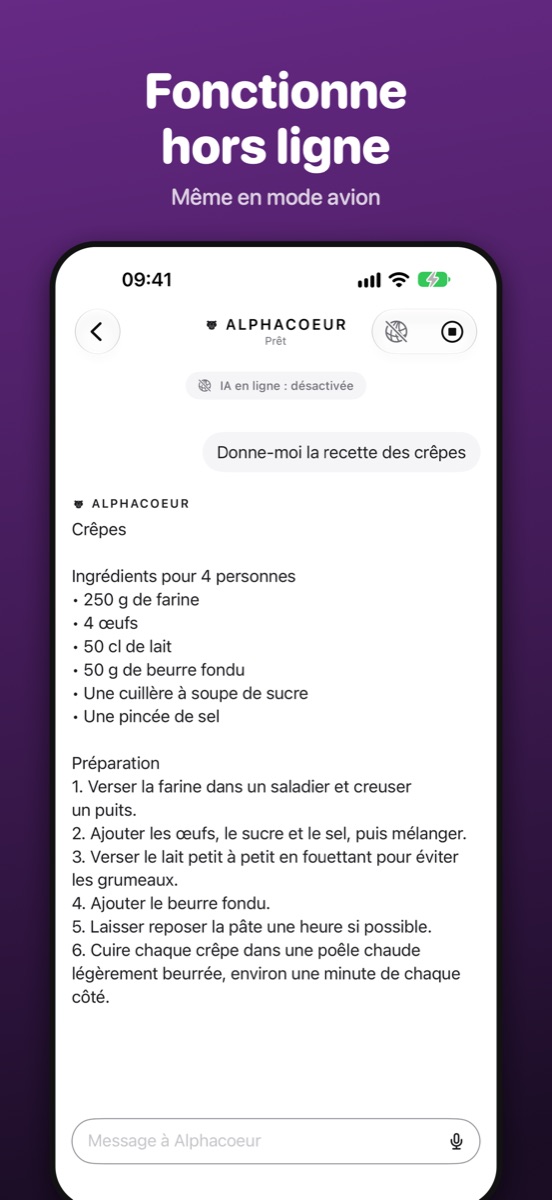 Fonctionne
hors ligne
Même en mode avion
09:41
ALPHACOEUR
Prêt
IA en ligne : désactivée
Donne-moi la recette des crêpes
ALPHACOEUR
Crêpes
Ingrédients pour 4 personnes
• 250 g de farine
• 4 œufs
• 50 cl de lait
• 50 g de beurre fondu
• Une cuillère à soupe de sucre
• Une pincée de sel
Préparation
1. Verser la farine dans un saladier et creuser
un puits.
2. Ajouter les œufs, le sucre et le sel, puis mélanger.
3. Verser le lait petit à petit en fouettant pour éviter
les grumeaux.
4. Ajouter le beurre fondu.
5. Laisser reposer la pâte une heure si possible.
6. Cuire chaque crêpe dans une poêle chaude
légèrement beurrée, environ une minute de chaque
côté.
Message à Alphacoeur